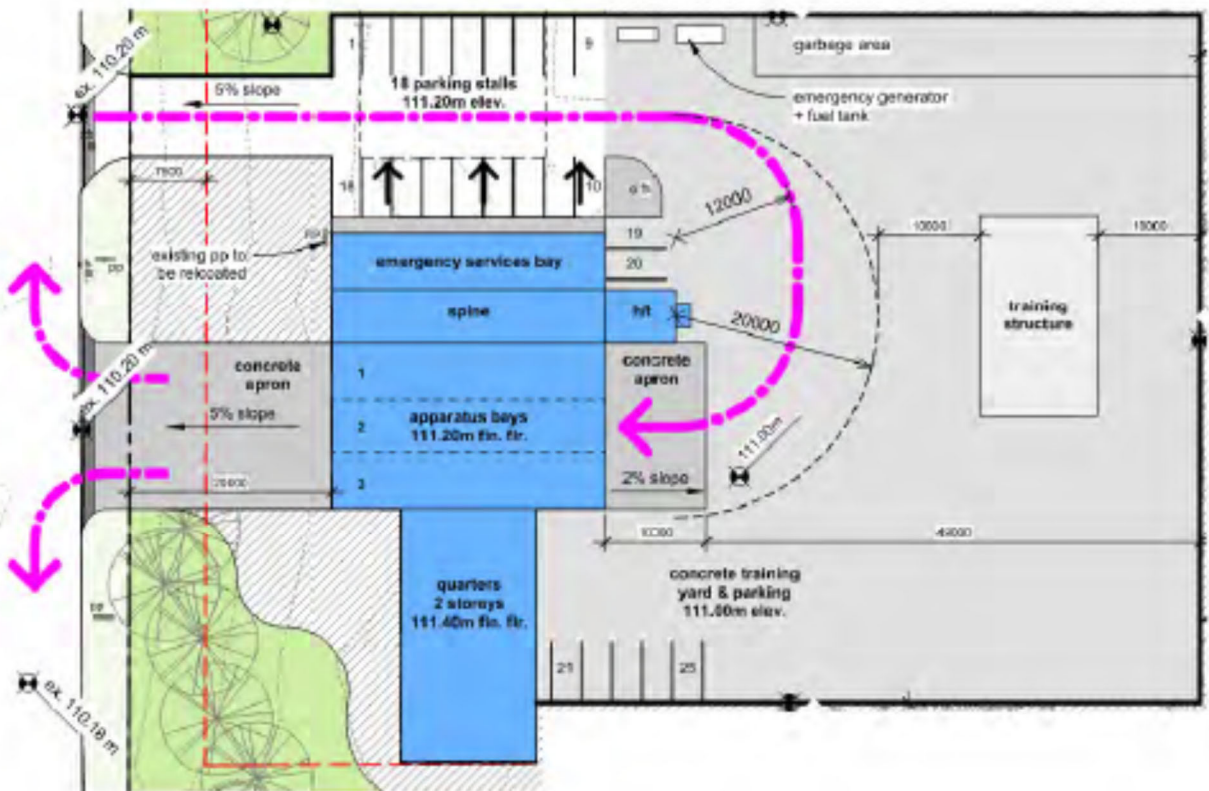 ex. 110.20 m
5% slope
1
9
18 parking stalls
111.20m elev.
garbage area
emergency generator
+ fuel tank
7500
18
10
12000
19
20
existing pp to
be relocated
pp
emergency services bay
spine
20000
10000
training
structure
ex. 110.20 m
concrete
apron
5% slope
1
2
3
apparatus bays
111.20m fin. flr.
concrete
apron
2% slope
111.00m
quarters
2 storeys
111.40m fin. flr.
concrete training
yard & parking
111.00m elev.
21
25
ex. 110.18 m